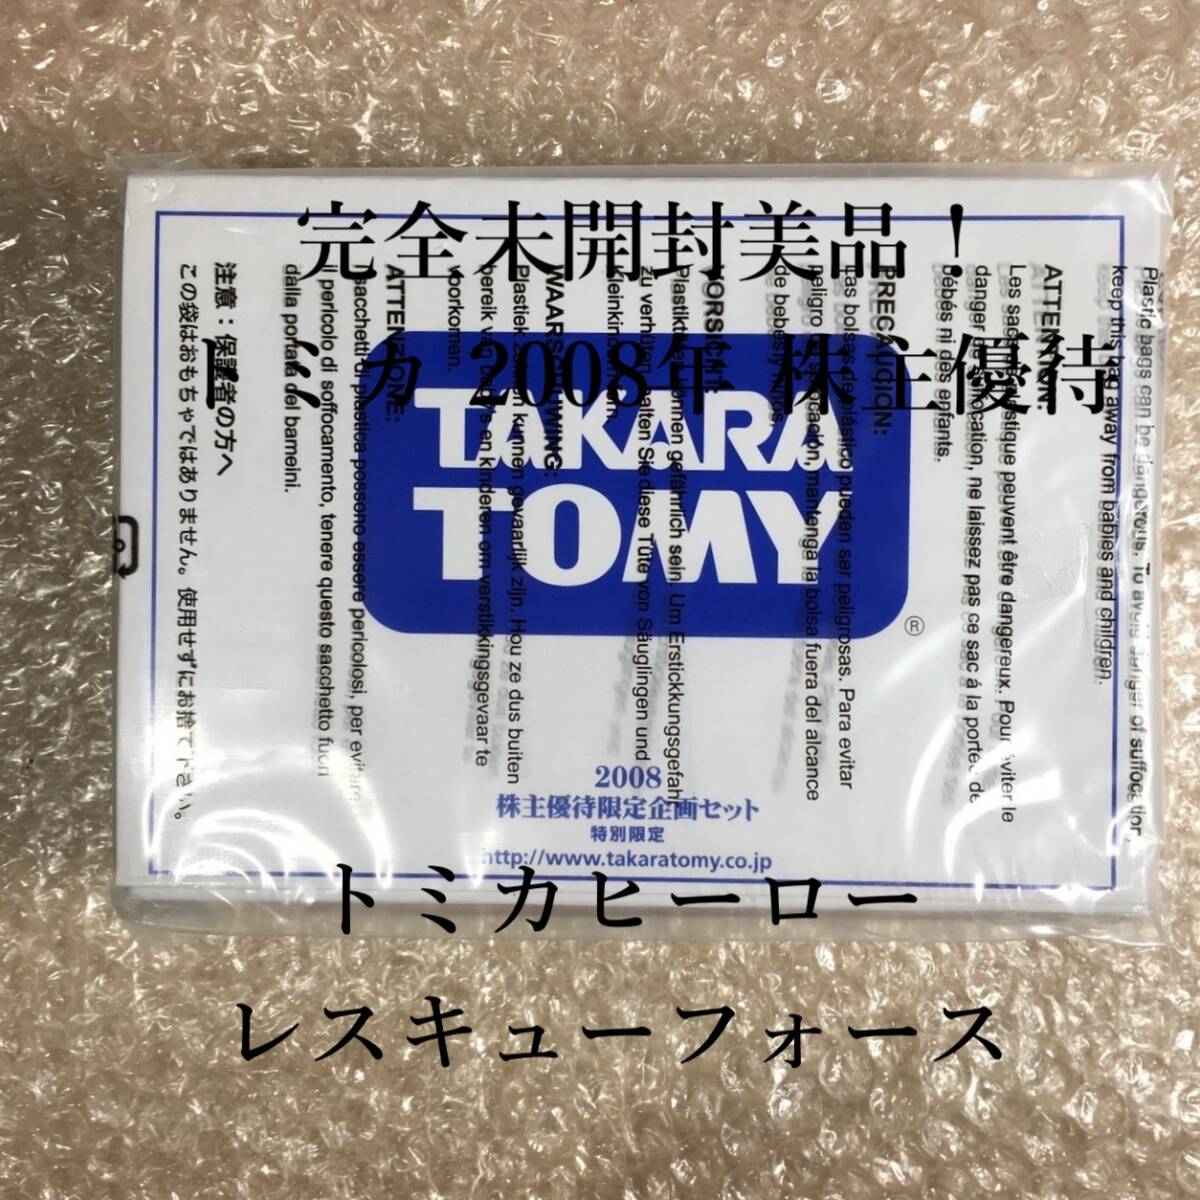 完全未開封美品！
トミカ 2008年 株主優待
TAKARA
TOMY
®
2008
株主優待限定企画セット
特別限定
http://www.takaratomy.co.jp
トミカヒーロー
レスキューフォース
Plastic bags can be dangerous. To avoid danger of suffocation,
keep this bag away from babies and children.
ATTENTION:
Les sacs en plastique peuvent être dangereux. Pour éviter le
danger de suffocation, ne laissez pas ce sac á la portée de
bébés ni des enfants.
PRECAUCION:
Las bolsas de plástico pueden ser peligrosas. Para evitar
peligro de asfixiación, mantenga la bolsa fuera del alcance
de bebes y niños.
VORSICHT:
Plastiktüten können gefährlich sein. Um Erstickkungsgefahr
zu verhüten, halten Sie diese Tüte von Säuglingen und
Kleinkindern fern.
WAARSCHUWING:
Plastiek zakken kunnen gevaarlijk zijn. Hou ze dus buiten
bereik van baby's en kinderen om verstikkingsgevaar te
voorkomen.
ATTENZIONE:
I sacchetti di plastica possono essere pericolosi, per evitare
il pericolo di soffocamento, tenere questo sacchetto fuori
dalla portata del bameini.
注意：保護者の方へ
この袋はおもちゃではありません。使用せずにお捨て下さい。